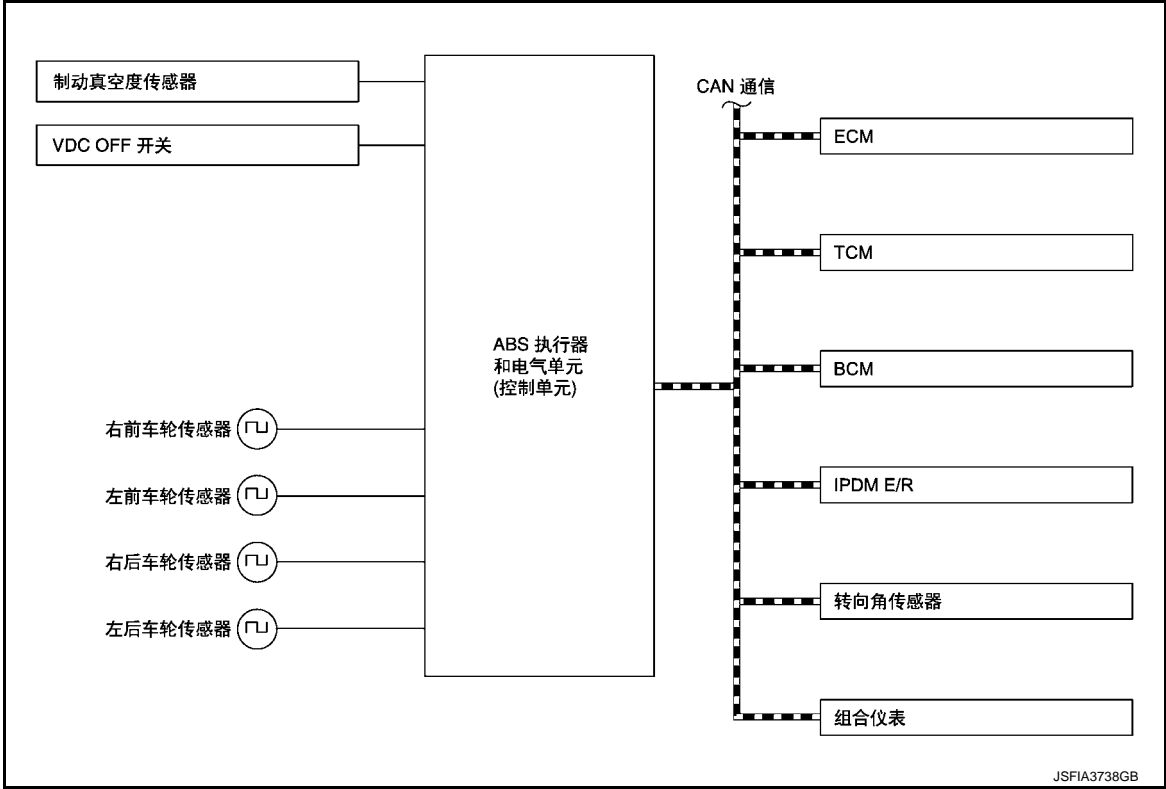 制动真空度传感器
VDC OFF 开关
ABS 执行器
和电气单元
(控制单元)
右前车轮传感器
左前车轮传感器
右后车轮传感器
左后车轮传感器
CAN 通信
ECM
TCM
BCM
IPDM E/R
转向角传感器
组合仪表
JSFIA3738GB